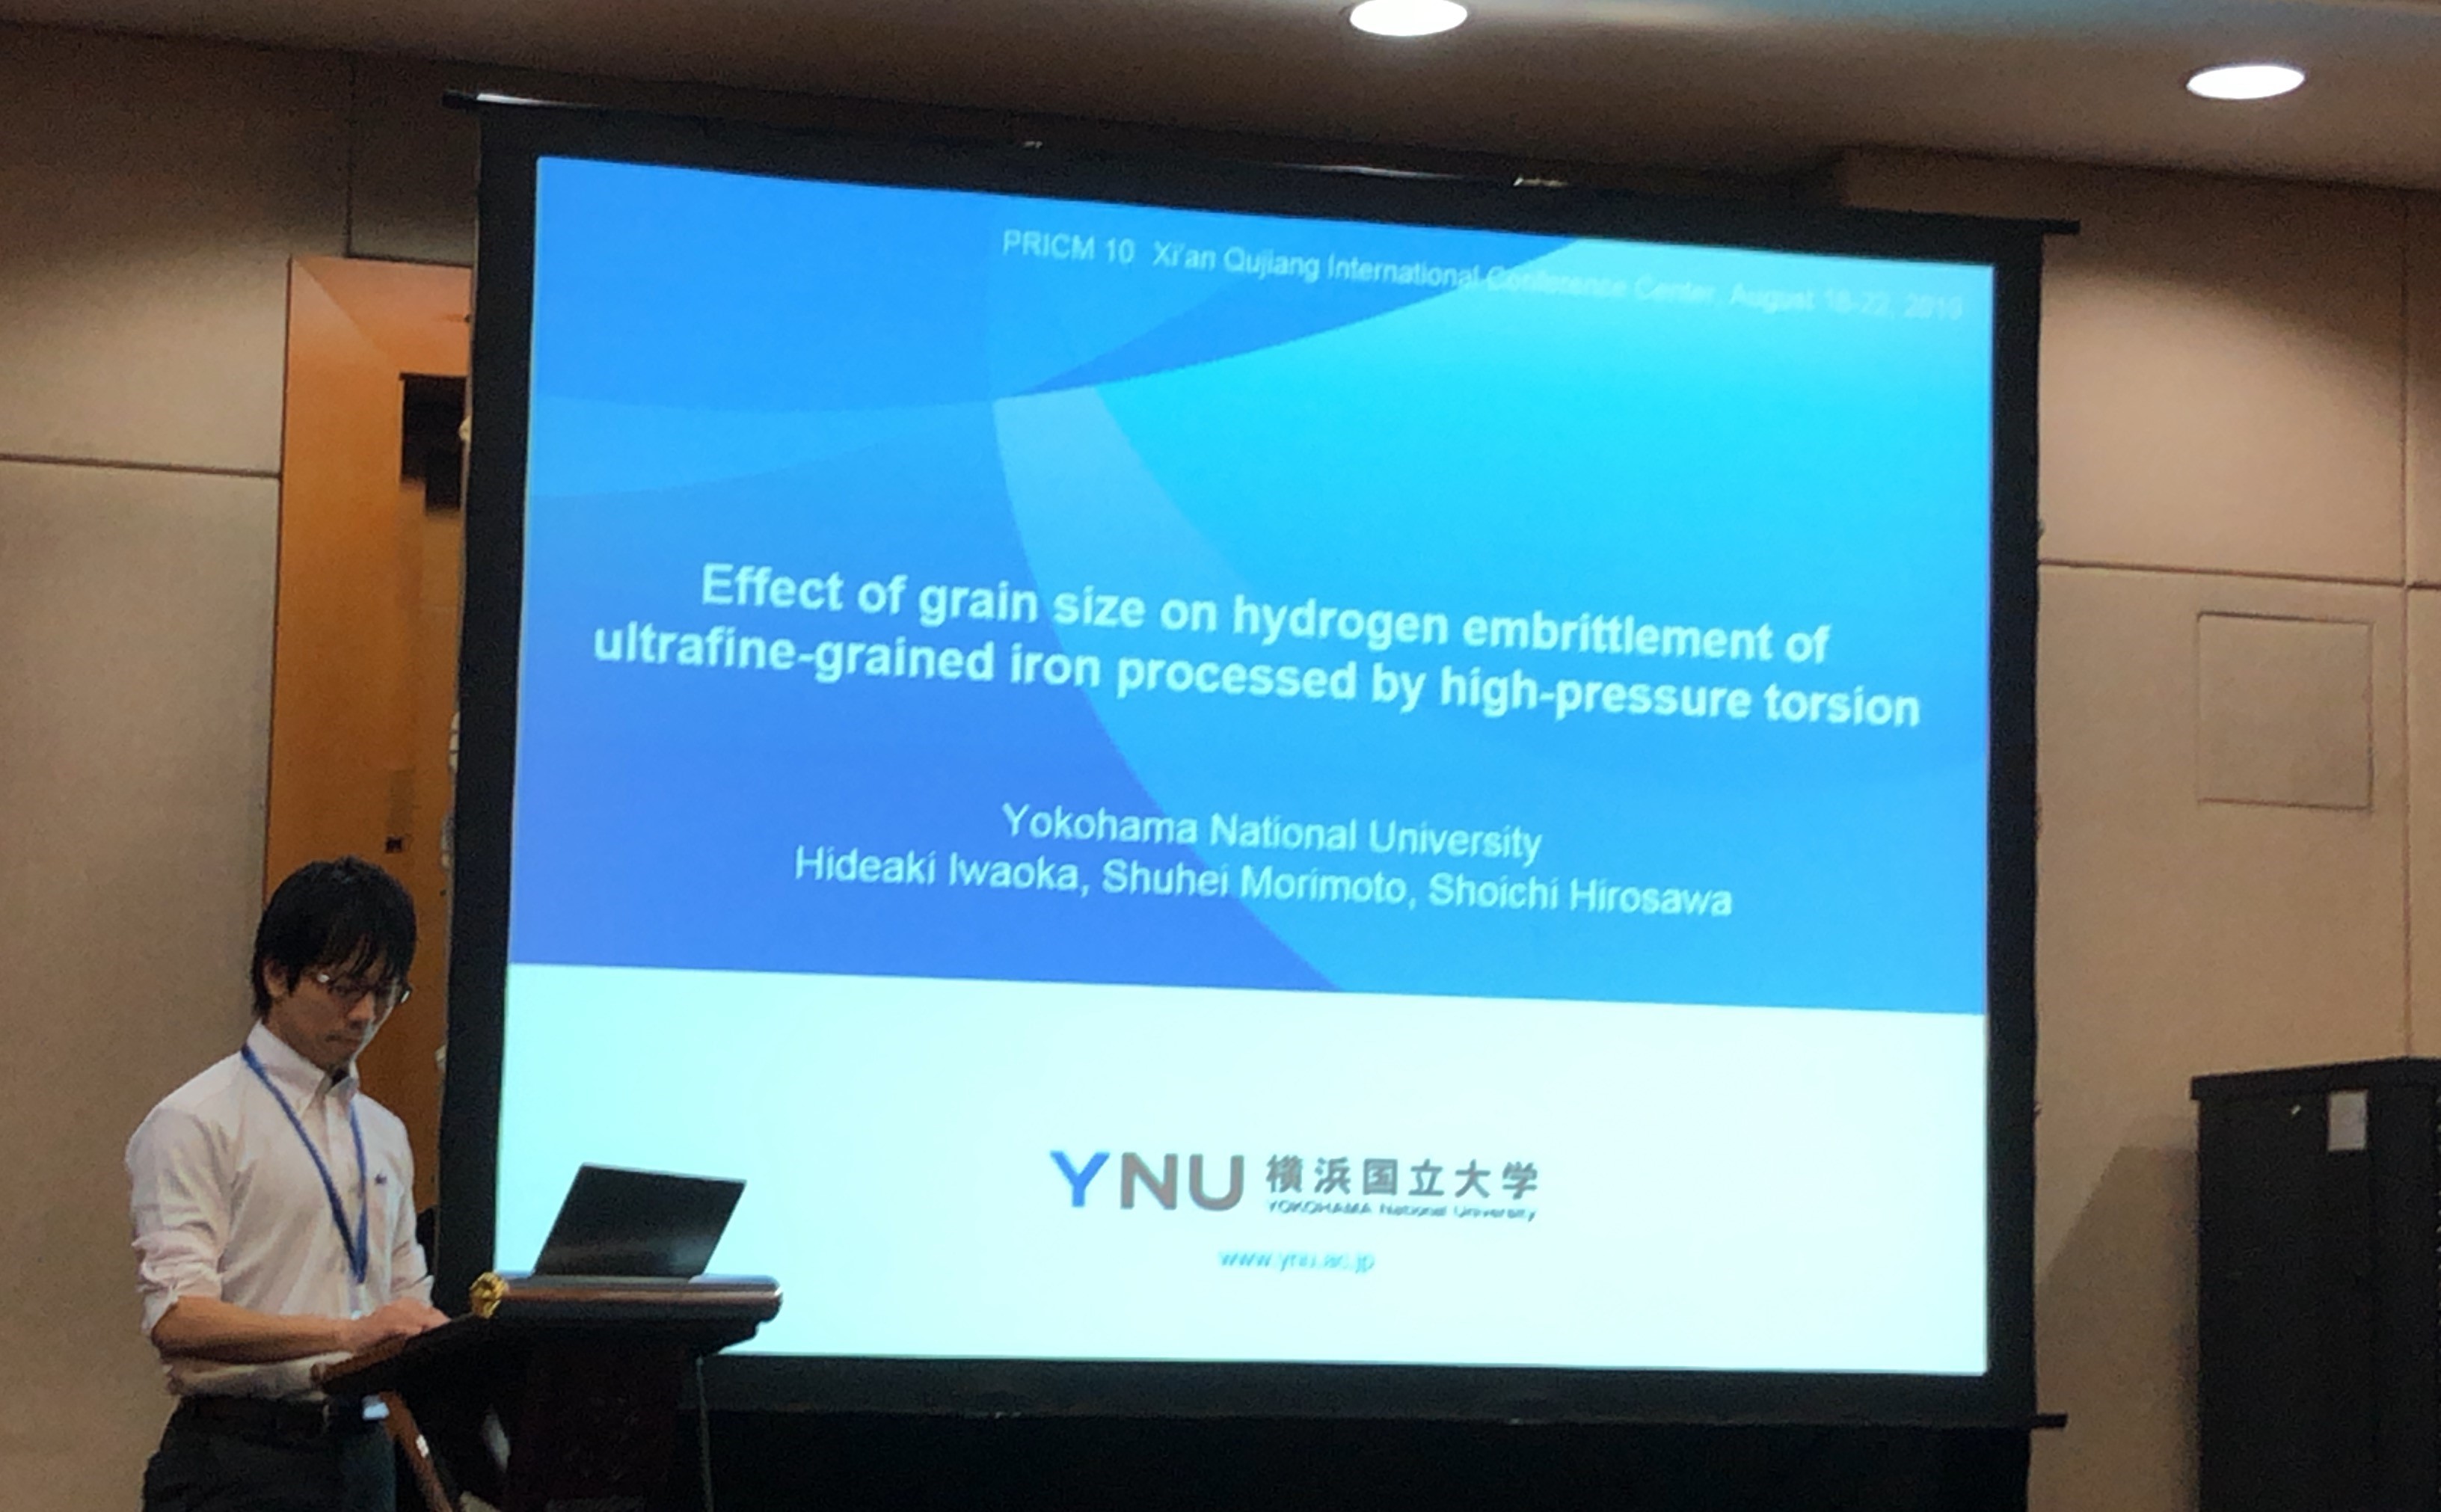 PRICM 10 Xi'an Qujiang International Conference Center, August 18-22, 2019
Effect of grain size on hydrogen embrittlement of
ultrafine-grained iron processed by high-pressure torsion
Yokohama National University
Hideaki Iwaoka, Shuhei Morimoto, Shoichi Hirosawa
YNU 横浜国立大学
YOKOHAMA National University
www.ynu.ac.jp